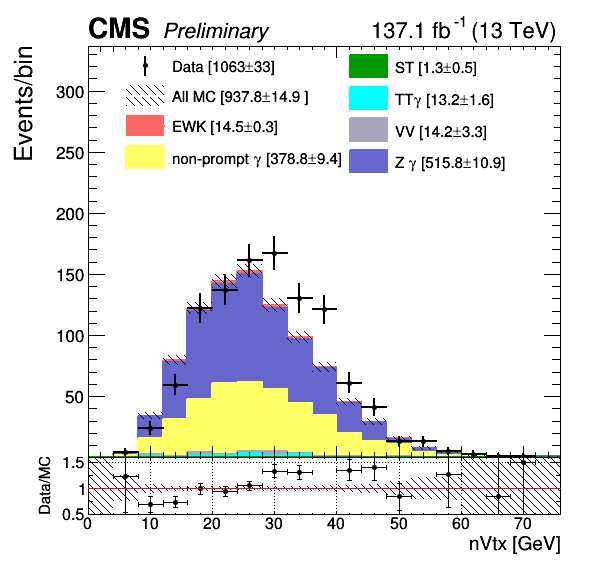 CMS Preliminary 137.1 fb⁻¹ (13 TeV)
Events/bin
Data [1063±33]
All MC [937.8±14.9 ]
EWK [14.5±0.3]
non-prompt γ [378.8±9.4]
ST [1.3±0.5]
TTγ [13.2±1.6]
VV [14.2±3.3]
Z γ [515.8±10.9]
300
250
200
150
100
50
Data/MC
1.5
1
0.5
0 10 20 30 40 50 60 70
nVtx [GeV]